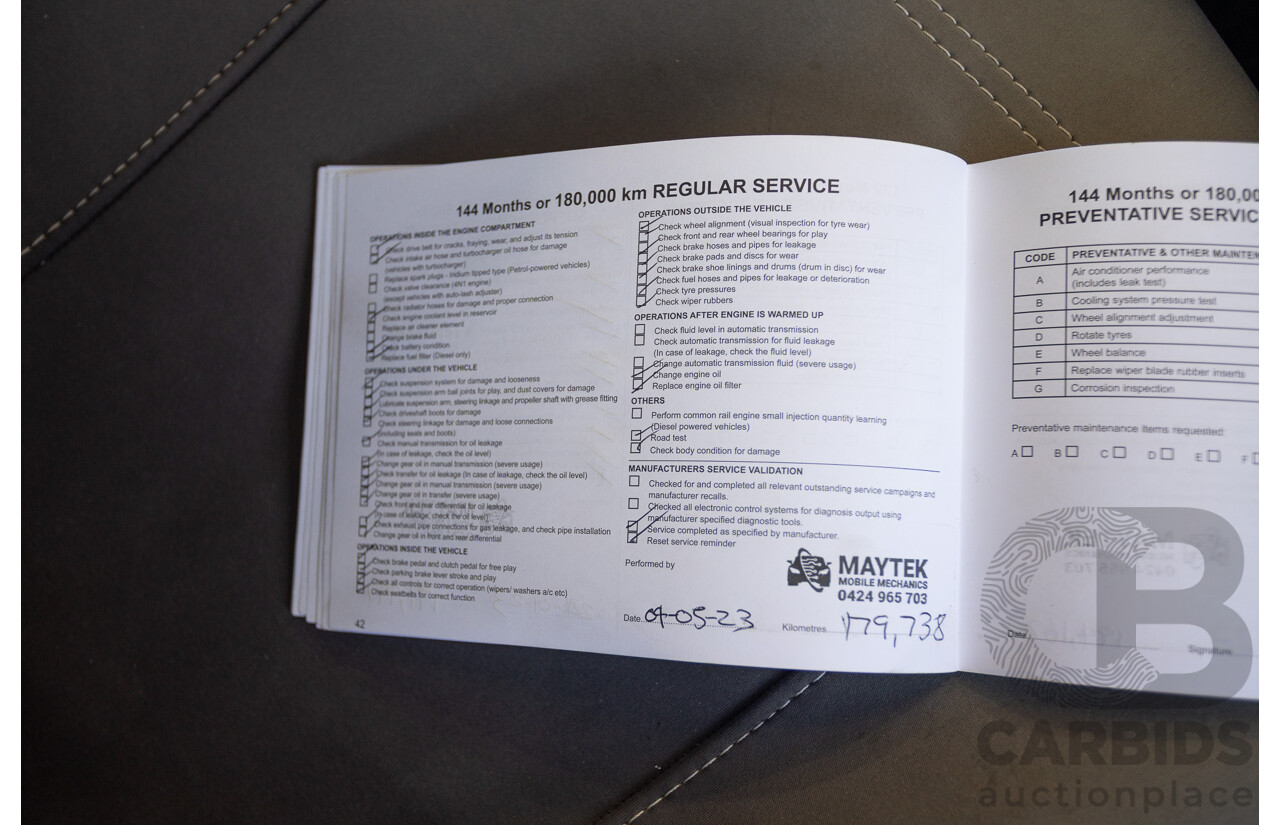 144 Months or 180,000 km REGULAR SERVICE
OPERATIONS INSIDE THE ENGINE COMPARTMENT
Check drive belt for cracks, fraying, wear, and adjust its tension
Check intake air hose and turbocharger oil hose for damage
(vehicles with turbocharger)
Replace spark plugs - Iridium tipped type (Petrol-powered vehicles)
Check valve clearance (4N1 engine)
(except vehicles with auto-lash adjuster)
Check radiator hoses for damage and proper connection
Check engine coolant level in reservoir
Replace air cleaner element
Change brake fluid
Check battery condition
Replace fuel filter (Diesel only)
OPERATIONS UNDER THE VEHICLE
Check suspension system for damage and looseness
Check suspension arm ball joints for play, and dust covers for damage
Lubricate suspension arm, steering linkage and propeller shaft with grease fitting
Check driveshaft boots for damage
Check steering linkage for damage and loose connections
(including seals and boots)
Check manual transmission for oil leakage
(In case of leakage, check the oil level)
Change gear oil in manual transmission (severe usage)
Check transfer for oil leakage (In case of leakage, check the oil level)
Change gear oil in manual transmission (severe usage)
Change gear oil in transfer (severe usage)
Check front and rear differential for oil leakage
(In case of leakage, check the oil level)
Check exhaust pipe connections for gas leakage, and check pipe installation
Change gear oil in front and rear differential
OPERATIONS INSIDE THE VEHICLE
Check brake pedal and clutch pedal for free play
Check parking brake lever stroke and play
Check all controls for correct operation (wipers/ washers a/c etc)
Check seatbelts for correct function
42
OPERATIONS OUTSIDE THE VEHICLE
Check wheel alignment (visual inspection for tyre wear)
Check front and rear wheel bearings for play
Check brake hoses and pipes for leakage
Check brake pads and discs for wear
Check brake shoe linings and drums (drum in disc) for wear
Check fuel hoses and pipes for leakage or deterioration
Check tyre pressures
Check wiper rubbers
OPERATIONS AFTER ENGINE IS WARMED UP
Check fluid level in automatic transmission
Check automatic transmission for fluid leakage
(In case of leakage, check the fluid level)
Change automatic transmission fluid (severe usage)
Change engine oil
Replace engine oil filter
OTHERS
Perform common rail engine small injection quantity learning
(Diesel powered vehicles)
Road test
Check body condition for damage
MANUFACTURERS SERVICE VALIDATION
Checked for and completed all relevant outstanding service campaigns and
manufacturer recalls.
Checked all electronic control systems for diagnosis output using
manufacturer specified diagnostic tools.
Service completed as specified by manufacturer.
Reset service reminder
Performed by
MAYTEK
MOBILE MECHANICS
0424 965 703
Date 04-05-23 Kilometres 179,738
144 Months or 180,00
PREVENTATIVE SERVIC
CODE PREVENTATIVE & OTHER MAINTEN
A Air conditioner performance
(includes leak test)
B Cooling system pressure test
C Wheel alignment adjustment
D Rotate tyres
E Wheel balance
F Replace wiper blade rubber inserts
G Corrosion inspection
Preventative maintenance items requested:
A B C D E F
Date
Signature
CB
CARBIDS
auctionplace